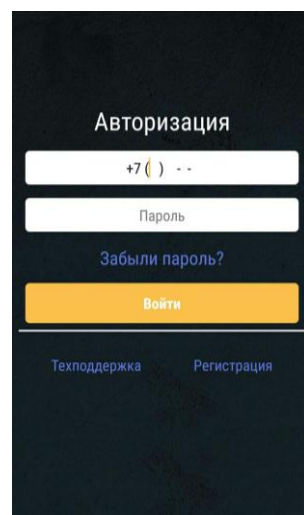 Авторизация
+7 ( ) - -
Пароль
Забыли пароль?
Войти
Техподдержка Регистрация